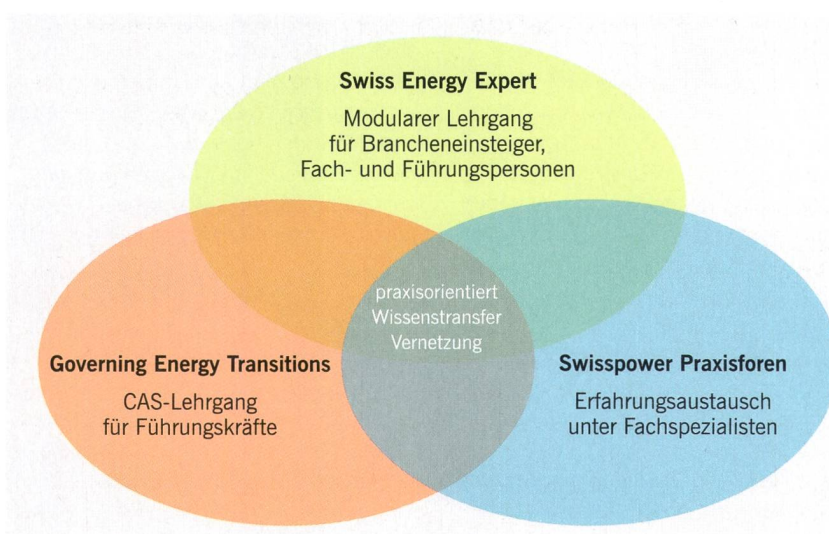 Swiss Energy Expert
Modularer Lehrgang
für Brancheneinsteiger,
Fach- und Führungspersonen
praxisorientiert
Wissenstransfer
Vernetzung
Governing Energy Transitions
CAS-Lehrgang
für Führungskräfte
Swisspower Praxisforen
Erfahrungsaustausch
unter Fachspezialisten